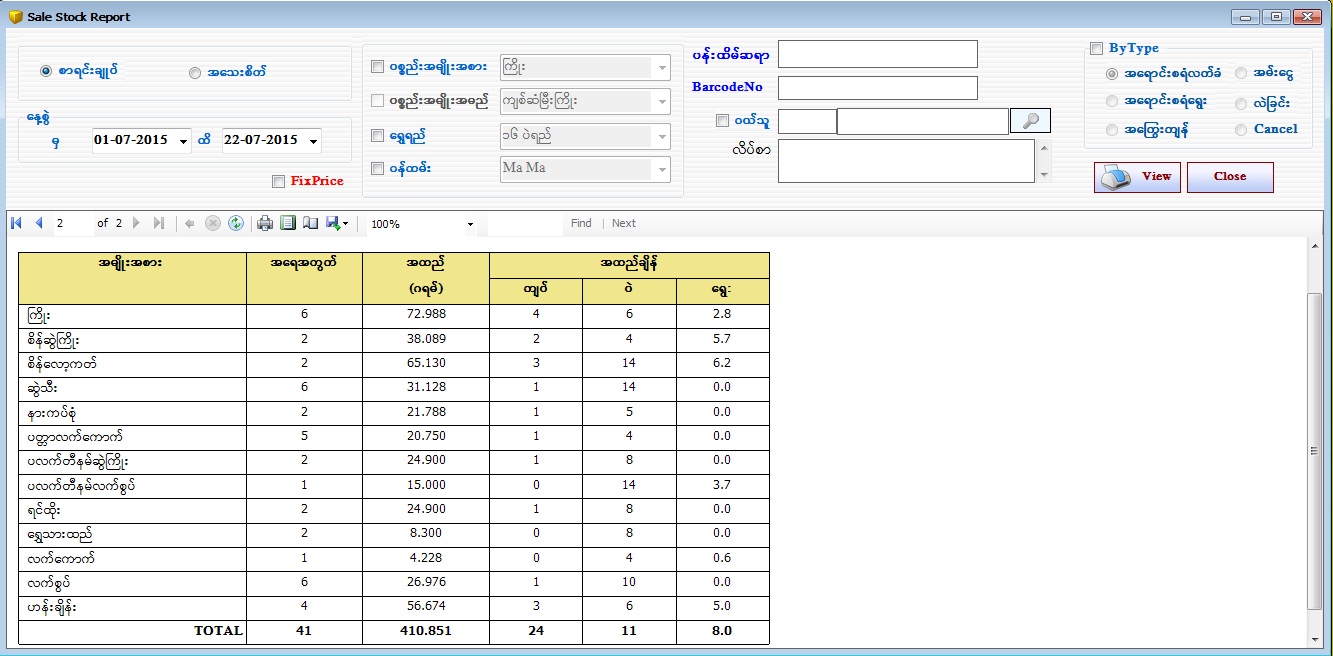 Sale Stock Report
စာရင်းချုပ် အသေးစိတ်
နေ့စွဲ
မှ 01-07-2015 ထိ 22-07-2015
FixPrice
ဝစ္စည်းအမျိုးအစား ကြိုး
ဝစ္စည်းအမျိုးအမည် ကျစ်ဆံမြီးကြိုး
ရွှေရည် ၁၆ ပဲရည်
ဝန်ထမ်း Ma Ma
ပန်းထိမ်ဆရာ
BarcodeNo
ဝယ်သူ
လိပ်စာ
ByType
အရောင်းစရံလက်ခံ အမ်းငွေ
အရောင်းစရံရွေး လဲခြင်း
အကြွေးကျန် Cancel
View Close
2 of 2 100% Find | Next
အမျိုးအစား အရေအတွက် အထည် အထည်ချိန်
(ဂရမ်) ကျပ် ပဲ ရွေး
ကြိုး 6 72.988 4 6 2.8
စိန်ဆွဲကြိုး 2 38.089 2 4 5.7
စိန်လော့ကတ် 2 65.130 3 14 6.2
ဆွဲသီး 6 31.128 1 14 0.0
နားကပ်စုံ 2 21.788 1 5 0.0
ပတ္တာလက်ကောက် 5 20.750 1 4 0.0
ပလက်တီနမ်ဆွဲကြိုး 2 24.900 1 8 0.0
ပလက်တီနမ်လက်စွပ် 1 15.000 0 14 3.7
ရင်ထိုး 2 24.900 1 8 0.0
ရွှေသားထည် 2 8.300 0 8 0.0
လက်ကောက် 1 4.228 0 4 0.6
လက်စွပ် 6 26.976 1 10 0.0
ဟန်းချိန်း 4 56.674 3 6 5.0
TOTAL 41 410.851 24 11 8.0